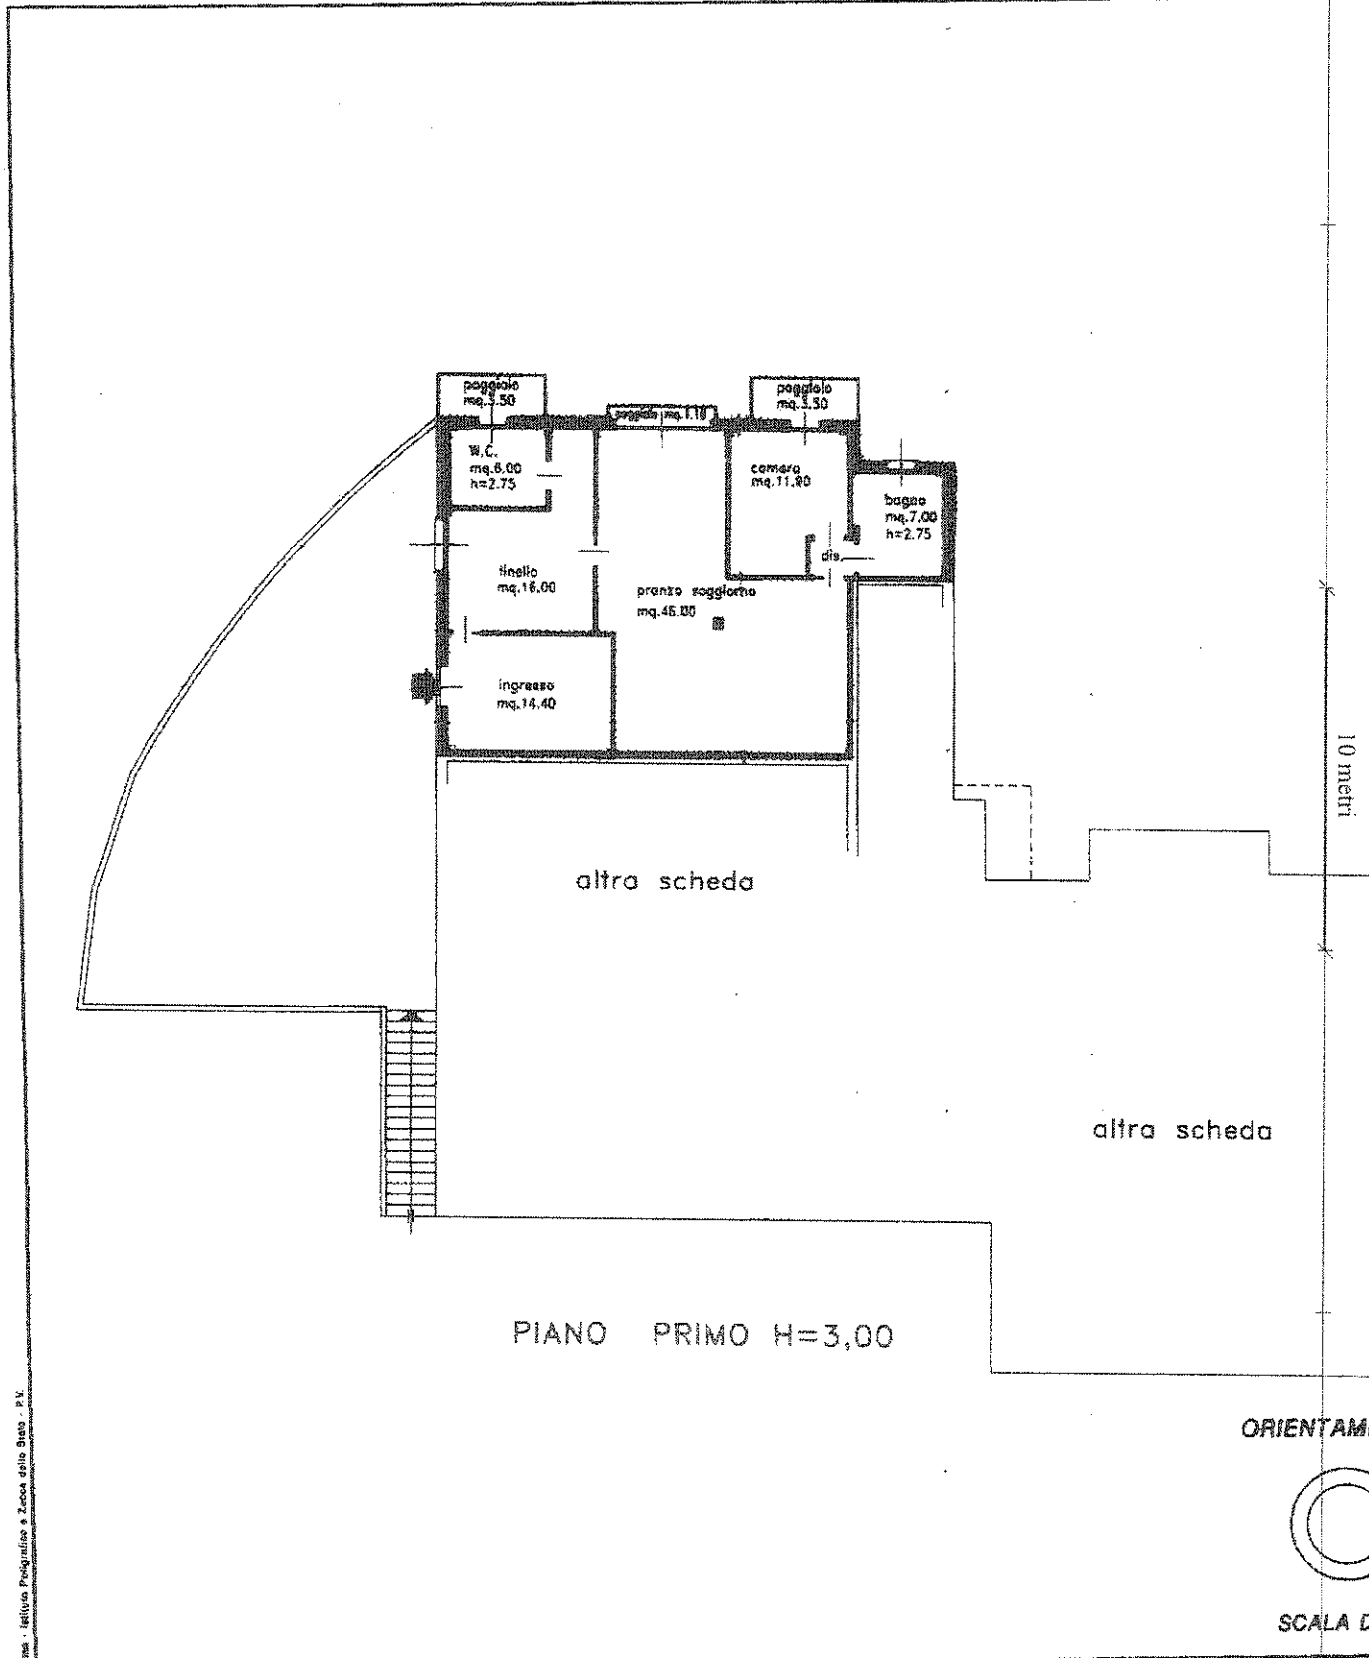 poggiolo
mq.3.50
poggiolo mq.1.10
poggiolo
mq.3.50
W.C.
mq.6.00
h=2.75
camera
mq.11.90
bagno
mq.7.00
h=2.75
dis.
tinello
mq.16.00
pranzo soggiorno
mq.46.00
ingresso
mq.14.40
10 metri
altra scheda
altra scheda
PIANO PRIMO H=3,00
ORIENTAM
SCALA D
Istituto Poligrafico e Zecca dello Stato - P.V.